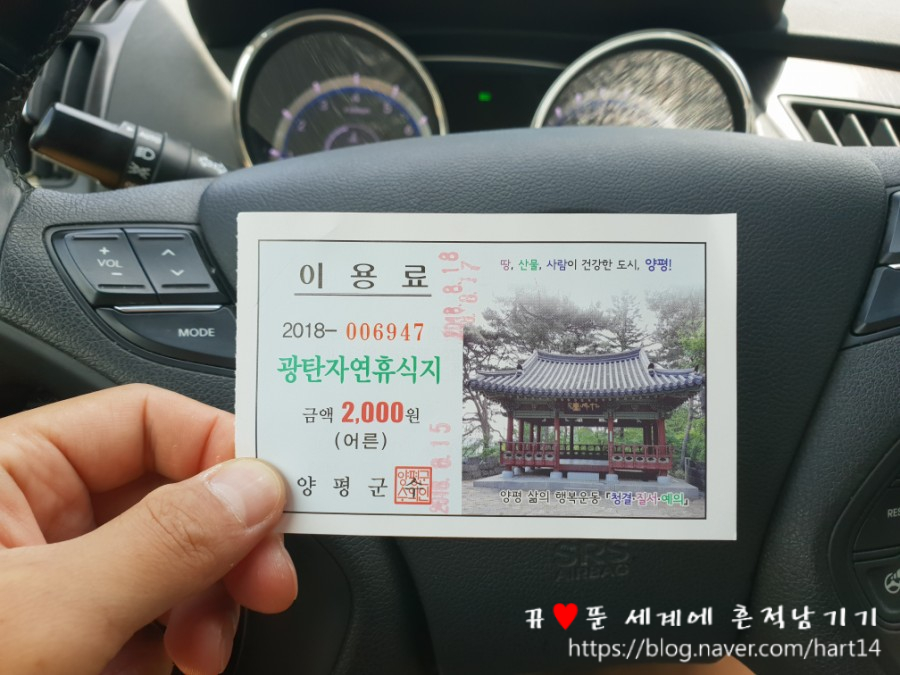 VOL
MODE
이용료
2018-006947
광탄자연휴식지
금액 2,000원
(어른)
양평군수
땅, 산물, 사람이 건강한 도시, 양평!
양평 삶의 행복운동 『청결·질서·예의』
SRS
AIRBAG
뀨♥뚠 세계에 흔적남기기
https://blog.naver.com/hart14